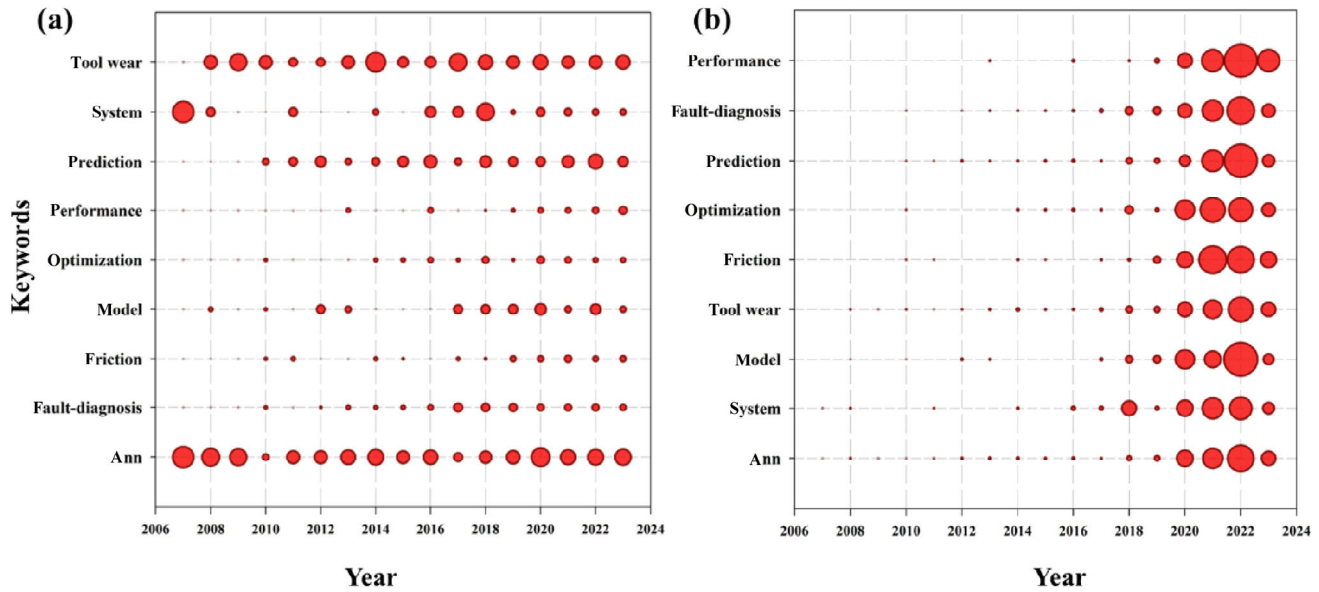 (a)
Keywords
Tool wear
System
Prediction
Performance
Optimization
Model
Friction
Fault-diagnosis
Ann
2006 2008 2010 2012 2014 2016 2018 2020 2022 2024
Year
(b)
Performance
Fault-diagnosis
Prediction
Optimization
Friction
Tool wear
Model
System
Ann
2006 2008 2010 2012 2014 2016 2018 2020 2022 2024
Year